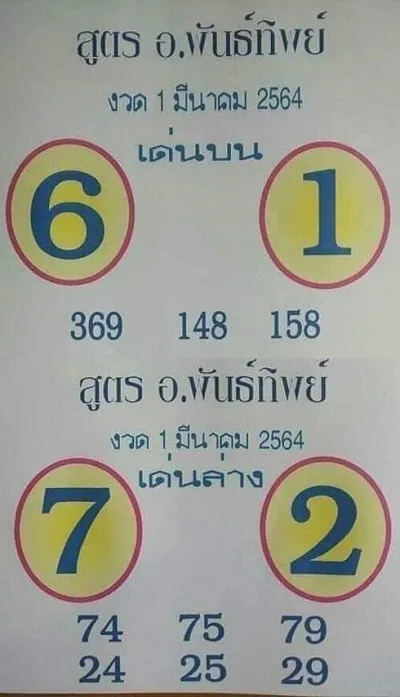 สูตร อ.พันธ์ทิพย์
งวด 1 มีนาคม 2564
เด่นบน
6 1
369 148 158
สูตร อ.พันธ์ทิพย์
งวด 1 มีนาคม 2564
เด่นล่าง
7 2
74 75 79
24 25 29